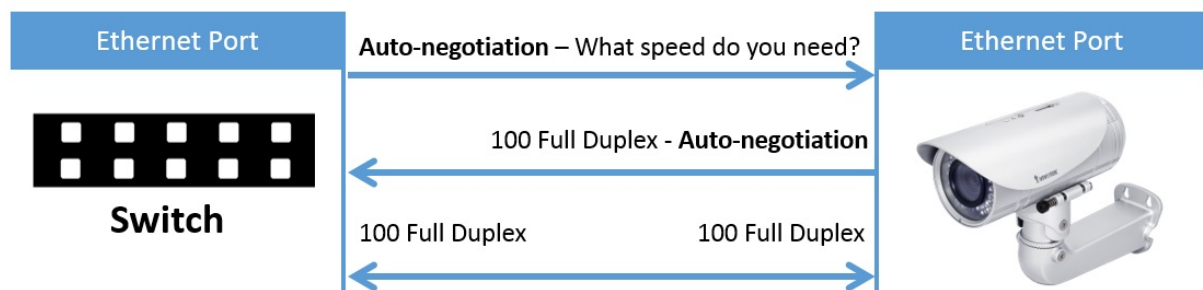 Ethernet Port
Auto-negotiation – What speed do you need?
Ethernet Port
100 Full Duplex - Auto-negotiation
Switch
100 Full Duplex
100 Full Duplex